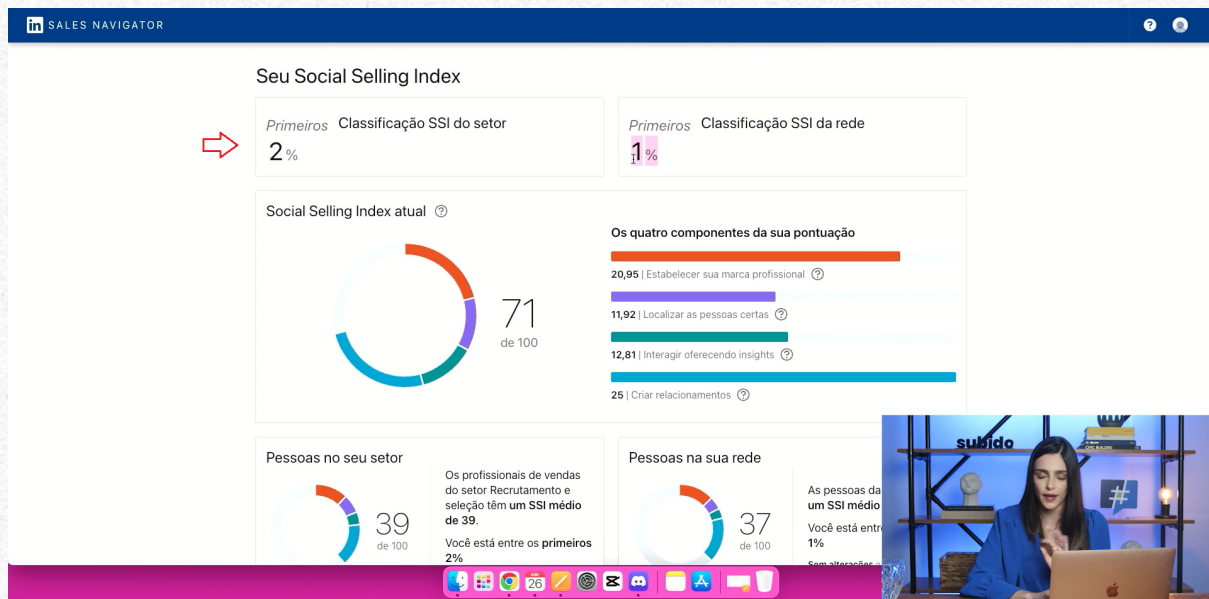 in SALES NAVIGATOR
Seu Social Selling Index
Primeiros Classificação SSI do setor
2 %
Primeiros Classificação SSI da rede
1 %
Social Selling Index atual
71
de 100
Os quatro componentes da sua pontuação
20,95 | Estabelecer sua marca profissional
11,92 | Localizar as pessoas certas
12,81 | Interagir oferecendo insights
25 | Criar relacionamentos
Pessoas no seu setor
39
de 100
Os profissionais de vendas
do setor Recrutamento e
seleção têm um SSI médio
de 39.
Você está entre os primeiros
2%
Pessoas na sua rede
37
de 100
As pessoas da
um SSI médio
Você está entre
1%
Sem alterações
subido
#
26